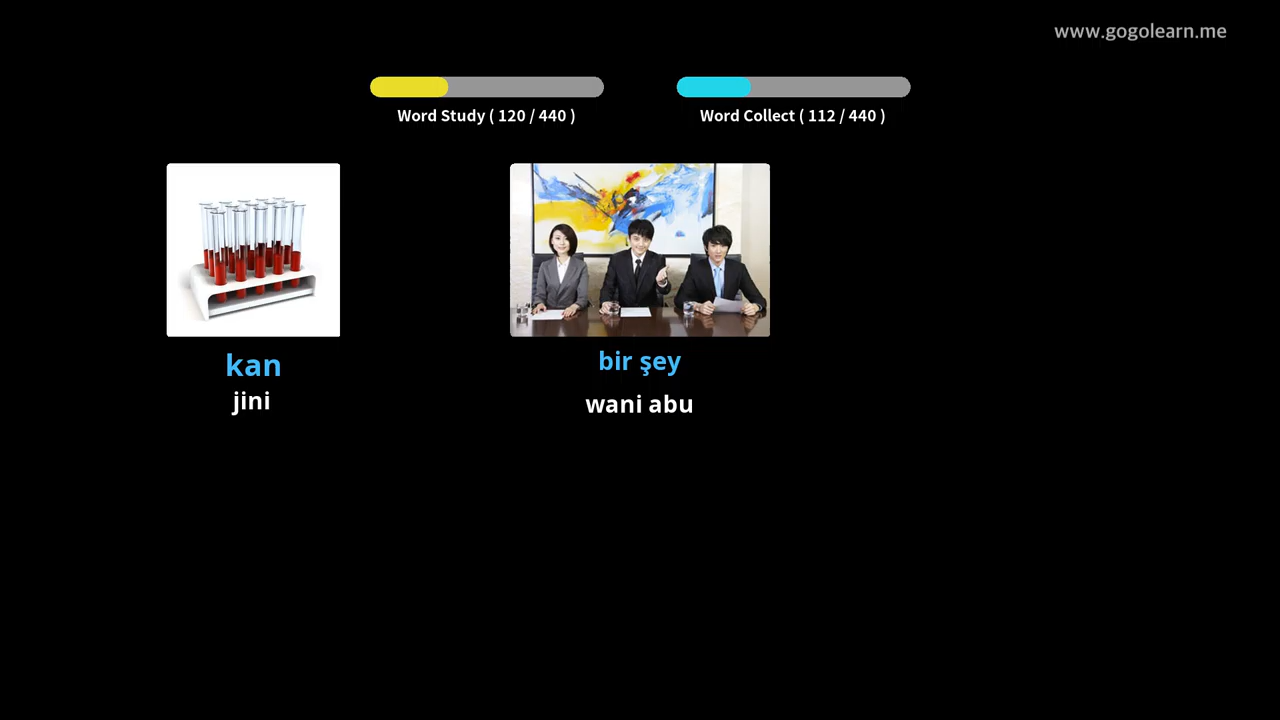 www.gogolearn.me
Word Study ( 120 / 440 )
Word Collect ( 112 / 440 )
kan
jini
bir şey
wani abu